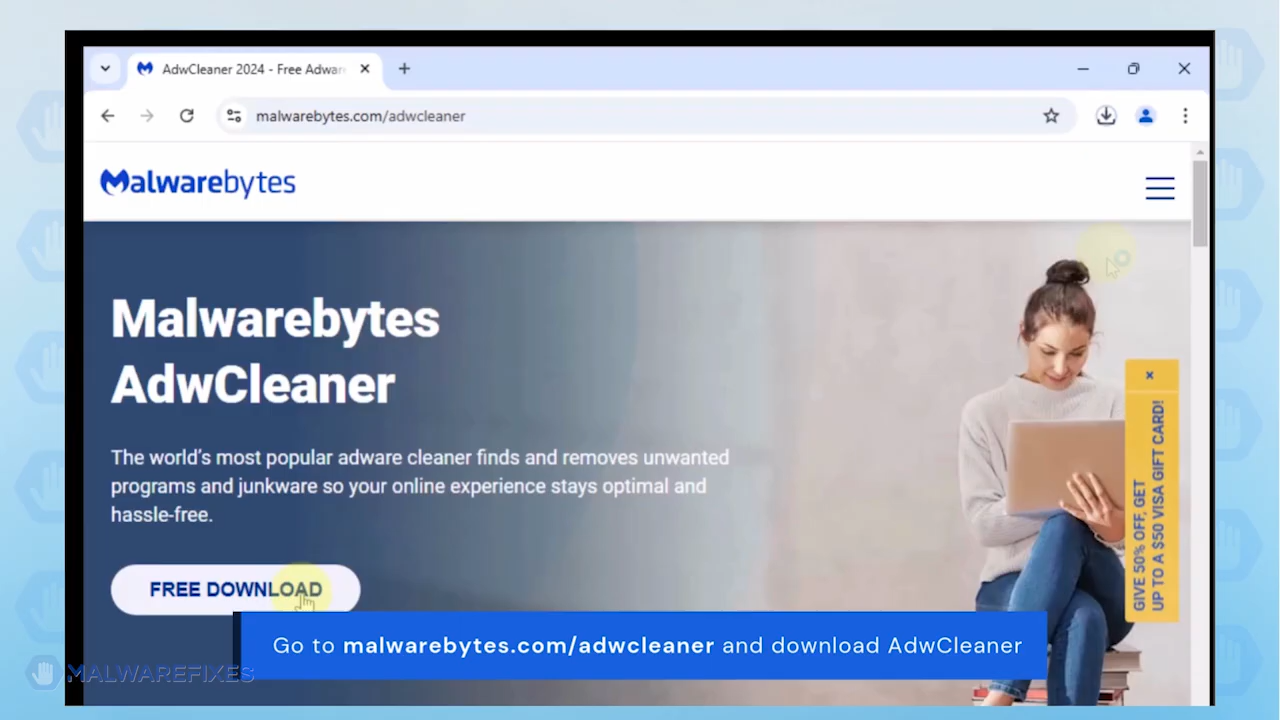 AdwCleaner 2024 - Free Adwar
malwarebytes.com/adwcleaner
Malwarebytes
Malwarebytes
AdwCleaner
The world's most popular adware cleaner finds and removes unwanted
programs and junkware so your online experience stays optimal and
hassle-free.
FREE DOWNLOAD
GIVE 50% OFF, GET
UP TO A $50 VISA GIFT CARD!
Go to malwarebytes.com/adwcleaner and download AdwCleaner
MALWAREFIXES